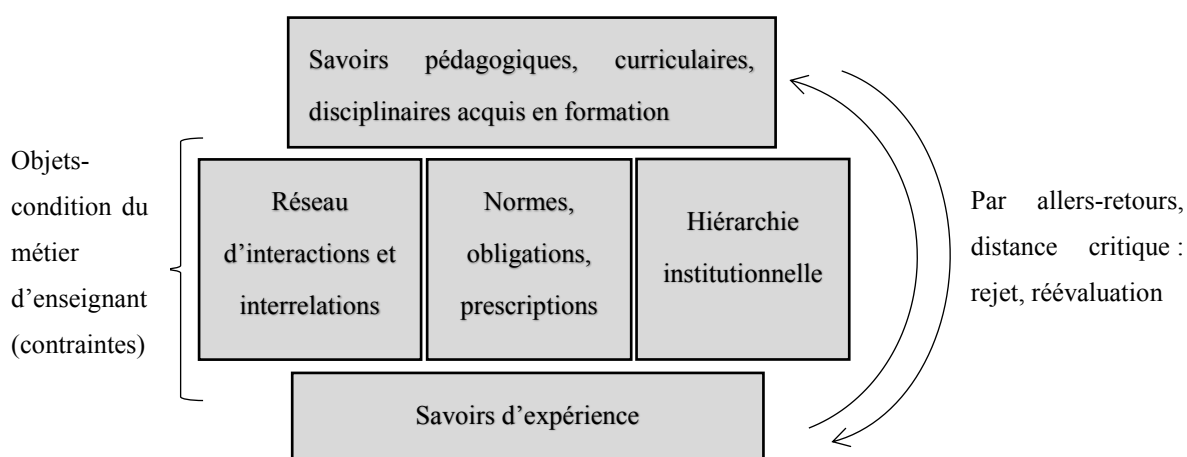 Savoirs pédagogiques, curriculaires,
disciplinaires acquis en formation
Objets-
condition du
métier
d’enseignant
(contraintes)
Réseau
d’interactions et
interrelations
Normes,
obligations,
prescriptions
Hiérarchie
institutionnelle
Par allers-retours,
distance critique :
rejet, réévaluation
Savoirs d’expérience